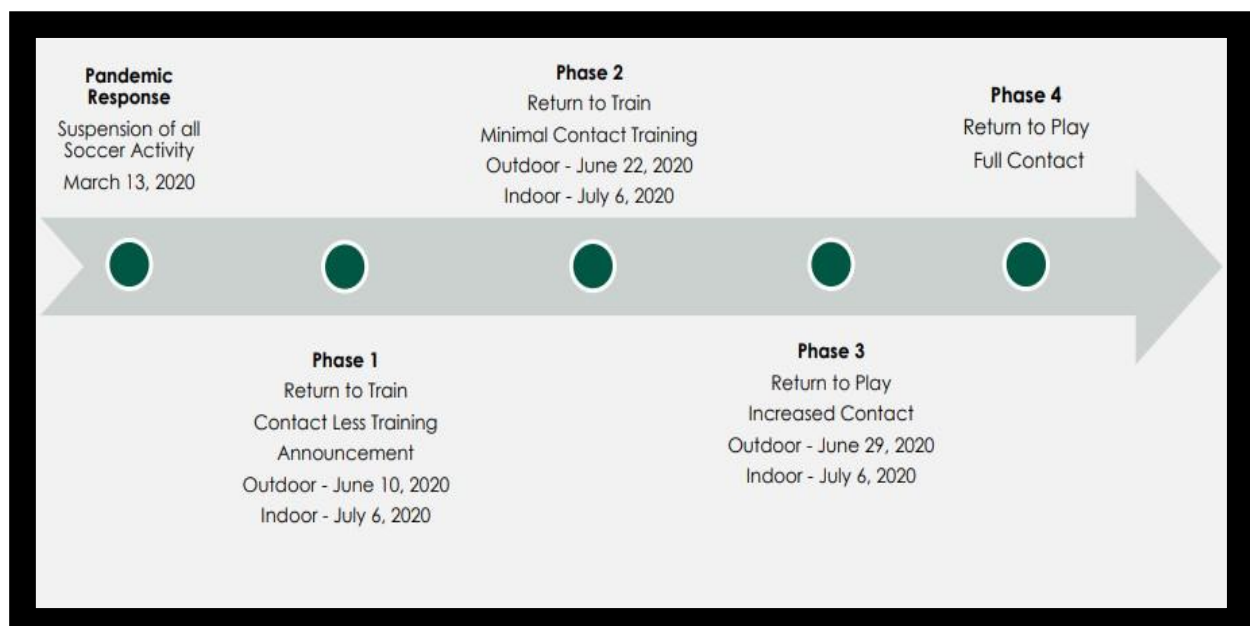 Pandemic
Response
Suspension of all
Soccer Activity
March 13, 2020
Phase 1
Return to Train
Contact Less Training
Announcement
Outdoor - June 10, 2020
Indoor - July 6, 2020
Phase 2
Return to Train
Minimal Contact Training
Outdoor - June 22, 2020
Indoor - July 6, 2020
Phase 3
Return to Play
Increased Contact
Outdoor - June 29, 2020
Indoor - July 6, 2020
Phase 4
Return to Play
Full Contact